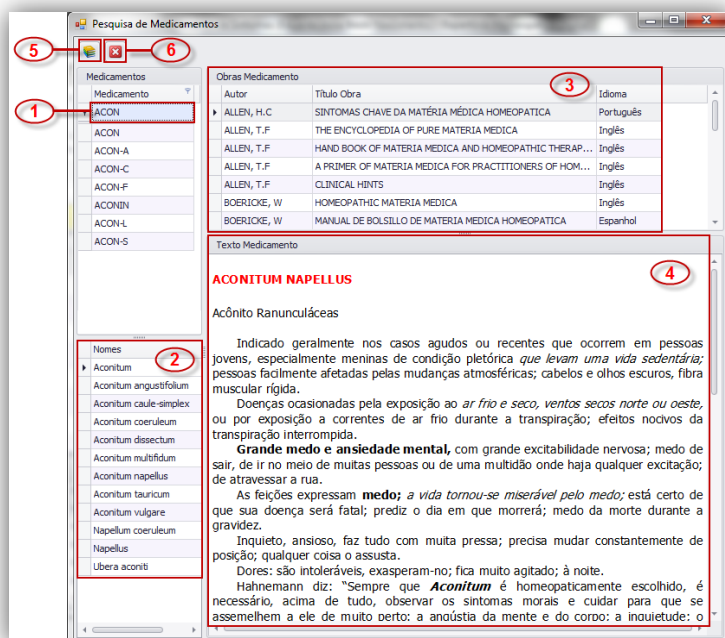 Pesquisa de Medicamentos
5
6
Medicamentos
Medicamento
1
ACON
ACON
ACON-A
ACON-C
ACON-F
ACONIN
ACON-L
ACON-S
Nomes
2
Aconitum
Aconitum angustifolium
Aconitum caule-simplex
Aconitum coeruleum
Aconitum dissectum
Aconitum multifidum
Aconitum napellus
Aconitum tauricum
Aconitum vulgare
Napellum coeruleum
Napellus
Ubera aconiti
Obras Medicamento
3
Autor Título Obra Idioma
ALLEN, H.C SINTOMAS CHAVE DA MATÉRIA MÉDICA HOMEOPATICA Português
ALLEN, T.F THE ENCYCLOPEDIA OF PURE MATERIA MEDICA Inglês
ALLEN, T.F HAND BOOK OF MATERIA MEDICA AND HOMEOPATHIC THERAP... Inglês
ALLEN, T.F A PRIMER OF MATERIA MEDICA FOR PRACTITIONERS OF HOM... Inglês
ALLEN, T.F CLINICAL HINTS Inglês
BOERICKE, W HOMEOPATHIC MATERIA MEDICA Inglês
BOERICKE, W MANUAL DE BOLSILLO DE MATERIA MEDICA HOMEOPATICA Espanhol
Texto Medicamento
4
ACONITUM NAPELLUS
Acônito Ranunculáceas
Indicado geralmente nos casos agudos ou recentes que ocorrem em pessoas
jovens, especialmente meninas de condição pletórica que levam uma vida sedentária;
pessoas facilmente afetadas pelas mudanças atmosféricas; cabelos e olhos escuros, fibra
muscular rígida.
Doenças ocasionadas pela exposição ao ar frio e seco, ventos secos norte ou oeste,
ou por exposição a correntes de ar frio durante a transpiração; efeitos nocivos da
transpiração interrompida.
Grande medo e ansiedade mental, com grande excitabilidade nervosa; medo de
sair, de ir no meio de muitas pessoas ou de uma multidão onde haja qualquer excitação;
de atravessar a rua.
As feições expressam medo; a vida tornou-se miserável pelo medo; está certo de
que sua doença será fatal; prediz o dia em que morrerá; medo da morte durante a
gravidez.
Inquieto, ansioso, faz tudo com muita pressa; precisa mudar constantemente de
posição; qualquer coisa o assusta.
Dores: são intoleráveis, exasperam-no; fica muito agitado; à noite.
Hahnemann diz: “Sempre que Aconitum é homeopaticamente escolhido, é
necessário, acima de tudo, observar os sintomas morais e cuidar para que se
assemelhem a ele de muito perto: a angústia da mente e do corpo; a inquietude; o